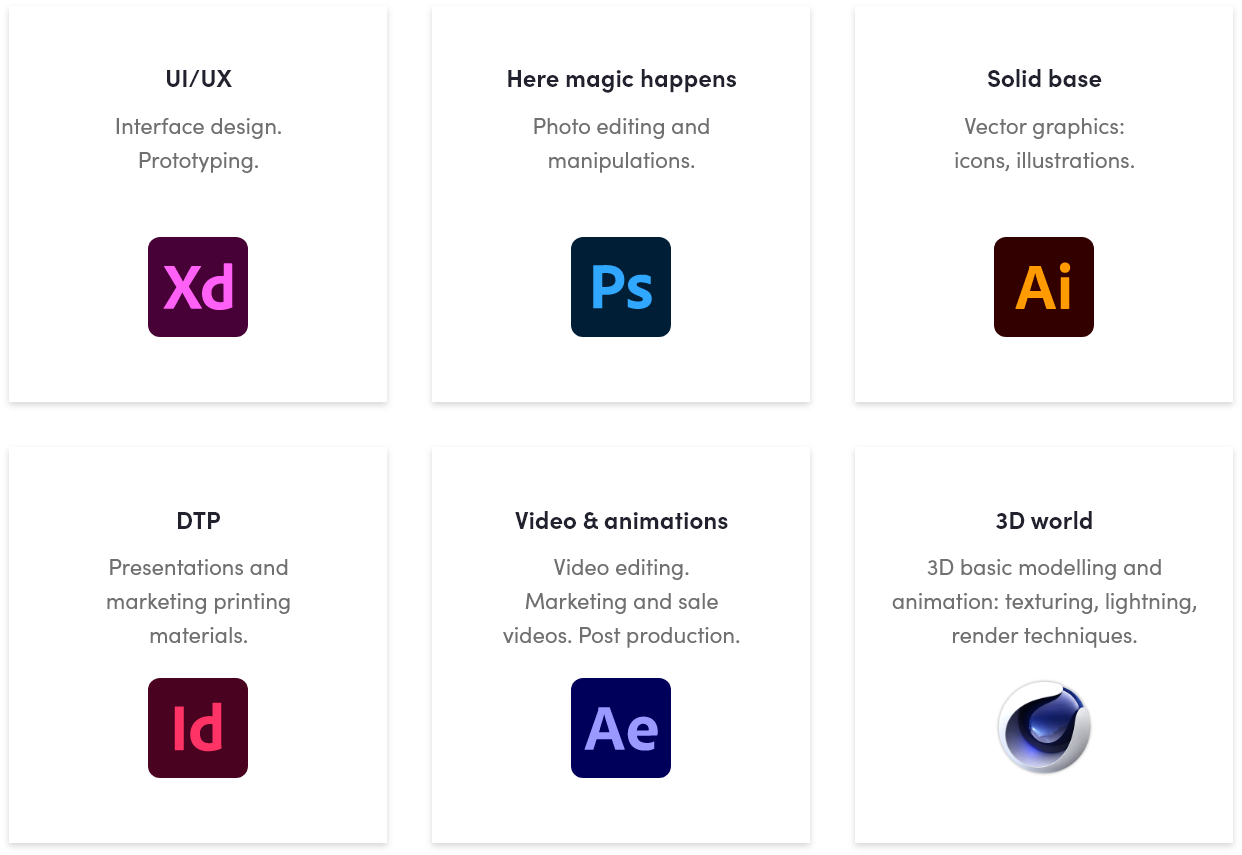 UI/UX
Interface design.
Prototyping.
Xd
Here magic happens
Photo editing and
manipulations.
Ps
Solid base
Vector graphics:
icons, illustrations.
Ai
DTP
Presentations and
marketing printing
materials.
Id
Video & animations
Video editing.
Marketing and sale
videos. Post production.
Ae
3D world
3D basic modelling and
animation: texturing, lightning,
render techniques.